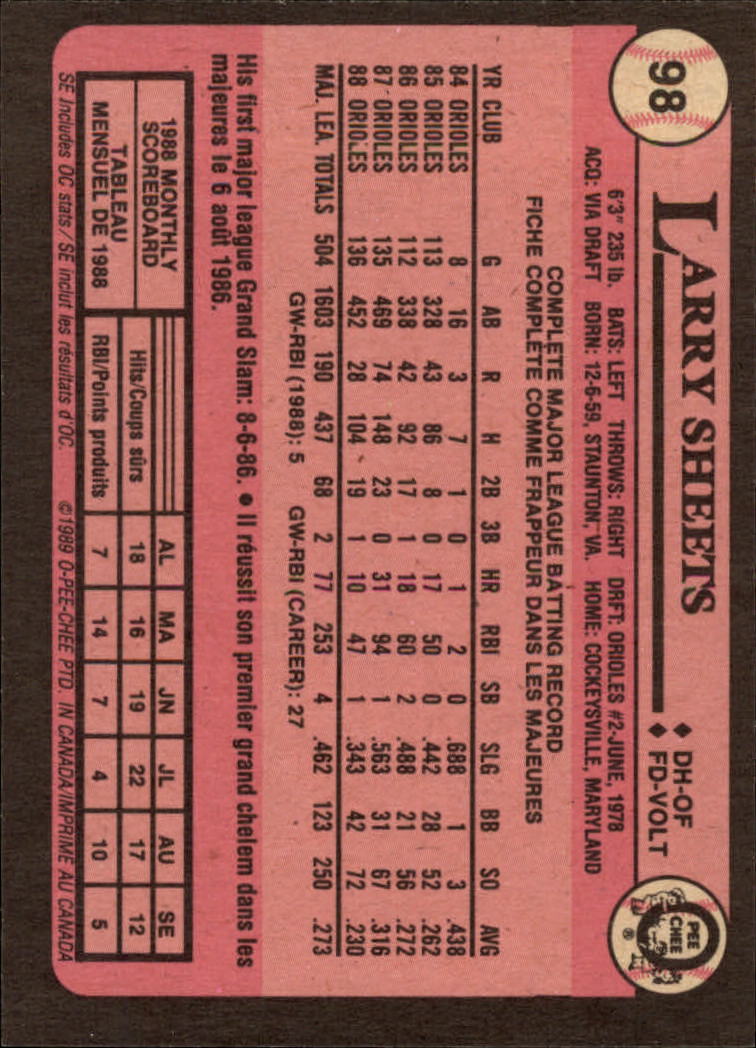 98
LARRY SHEETS
◆ DH-OF
◆ FD-VOLT
O
PEE
CHEE
®
6'3" 235 lb. BATS: LEFT THROWS: RIGHT DRFT: ORIOLES #2-JUNE, 1978
ACQ: VIA DRAFT BORN: 12-6-59, STAUNTON, VA. HOME: COCKEYSVILLE, MARYLAND
COMPLETE MAJOR LEAGUE BATTING RECORD
FICHE COMPLÈTE COMME FRAPPEUR DANS LES MAJEURES
YR CLUB G AB R H 2B 3B HR RBI SB SLG BB SO AVG
84 ORIOLES 8 16 3 7 1 0 1 2 0 .688 1 3 .438
85 ORIOLES 113 328 43 86 8 0 17 50 0 .442 28 52 .262
86 ORIOLES 112 338 42 92 17 1 18 60 2 .488 21 56 .272
87 ORIOLES 135 469 74 148 23 0 31 94 1 .563 31 67 .316
88 ORIOLES 136 452 28 104 19 1 10 47 1 .343 42 72 .230
MAJ. LEA. TOTALS 504 1603 190 437 68 2 77 253 4 .462 123 250 .273
GW-RBI (1988): 5 GW-RBI (CAREER): 27
His first major league Grand Slam: 8-6-86. ● Il réussit son premier grand chelem dans les
majeures le 6 août 1986.
1988 MONTHLY
SCOREBOARD
TABLEAU
MENSUEL DE 1988
AL MA JN JL AU SE
Hits/Coups sûrs 18 16 19 22 17 12
RBI/Points produits 7 14 7 4 10 5
SE Includes OC stats / SE inclut les résultats d'OC. ©1989 O-PEE-CHEE PTD. IN CANADA/IMPRIME AU CANADA